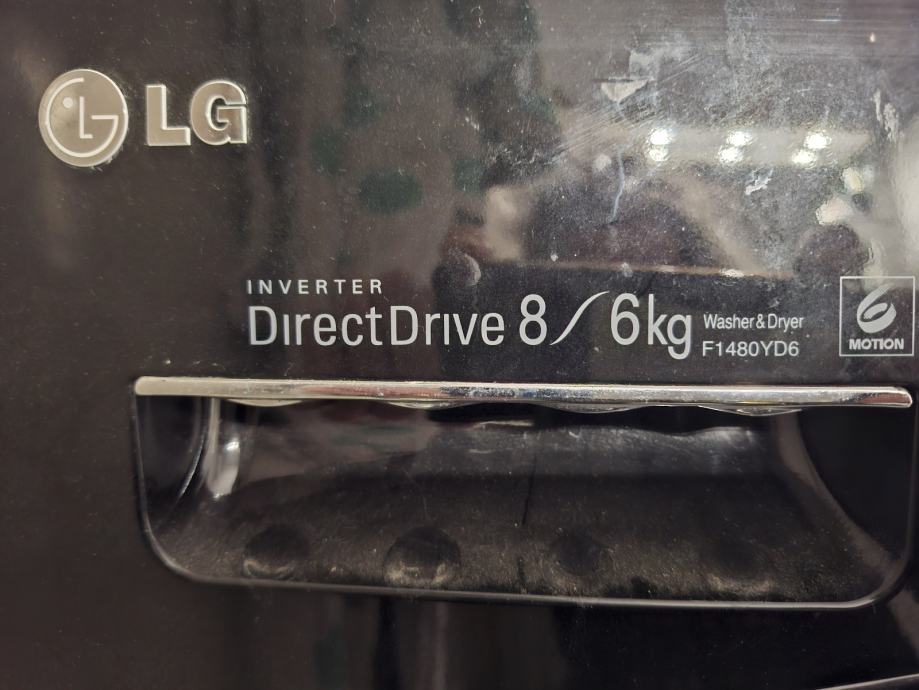 LG
INVERTER
DirectDrive 8/6kg
Washer & Dryer
F1480YD6
6
MOTION